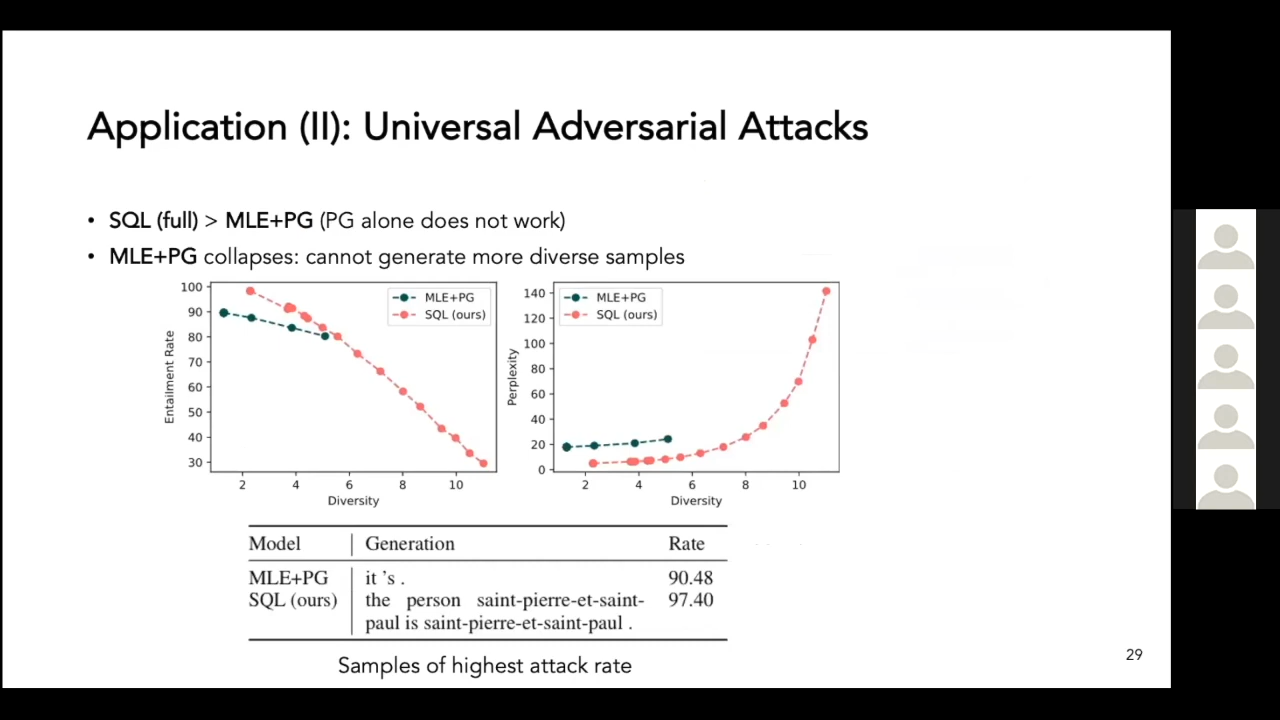 Application (II): Universal Adversarial Attacks
• SQL (full) > MLE+PG (PG alone does not work)
• MLE+PG collapses: cannot generate more diverse samples
100
90
80
70
60
50
40
30
Entailment Rate
MLE+PG
SQL (ours)
2 4 6 8 10
Diversity
140
120
100
80
60
40
20
0
Perplexity
MLE+PG
SQL (ours)
2 4 6 8 10
Diversity
Model Generation Rate
MLE+PG it 's . 90.48
SQL (ours) the person saint-pierre-et-saint- 97.40
paul is saint-pierre-et-saint-paul .
Samples of highest attack rate
29